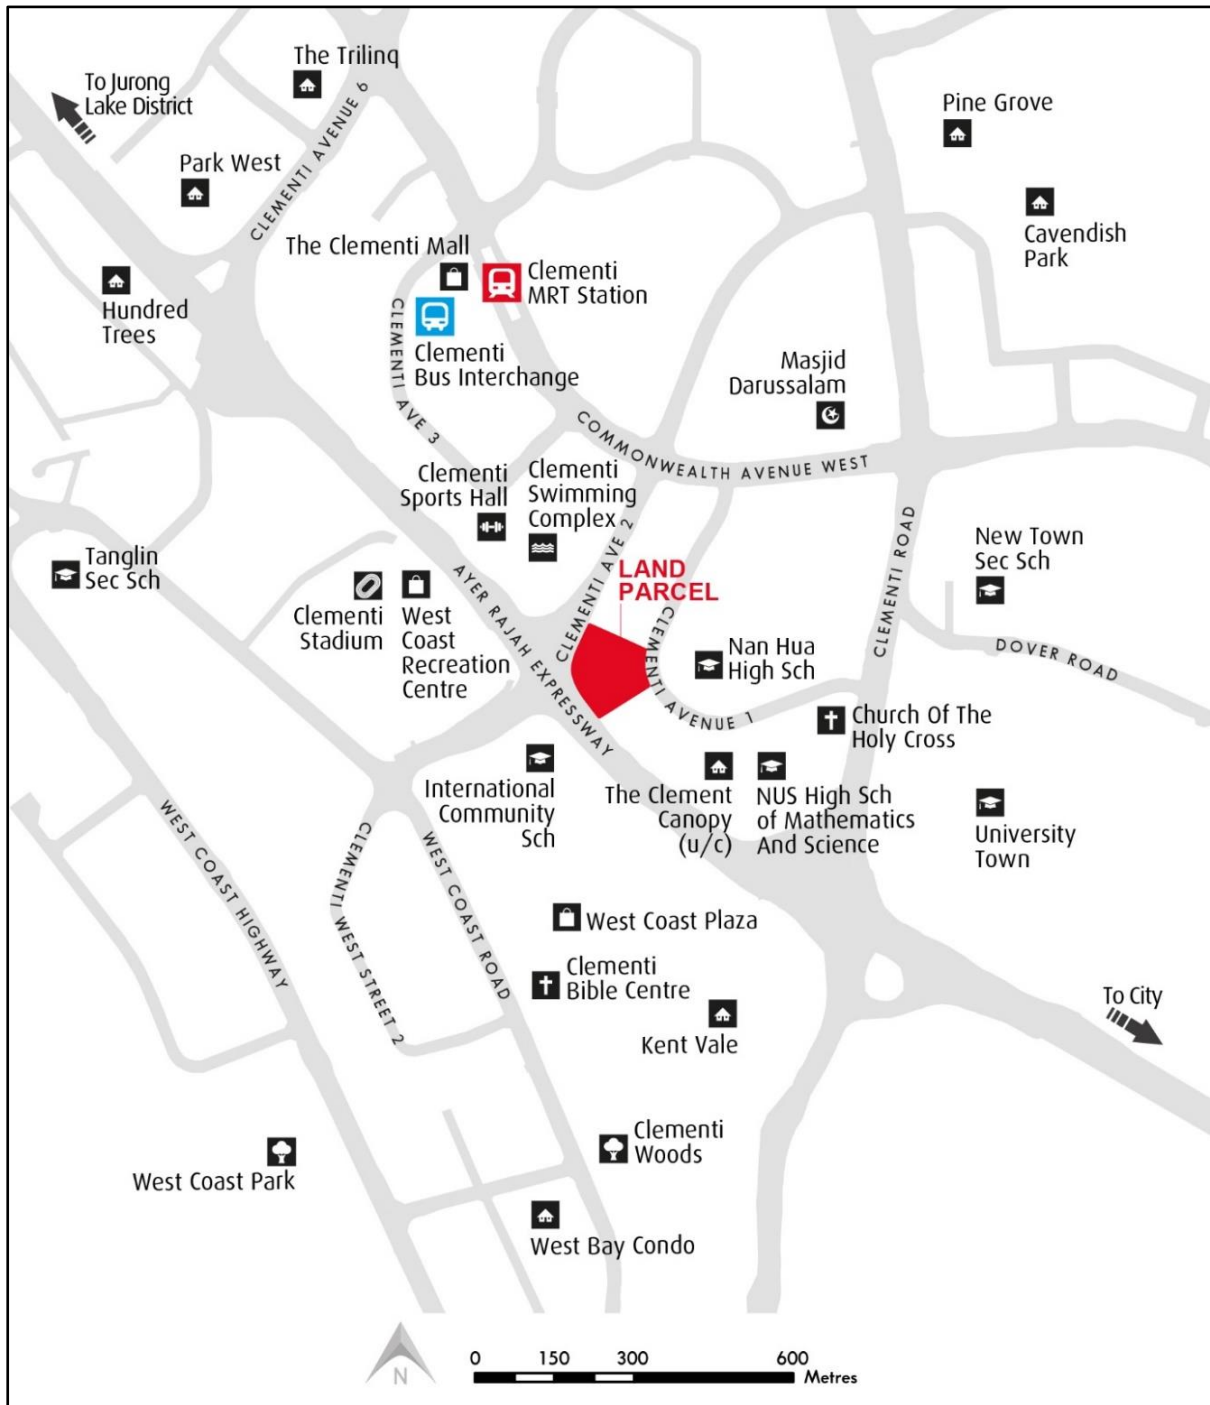 The Trilinq
To Jurong
Lake District
CLEMENTI AVENUE 6
Pine Grove
Park West
Cavendish
Park
The Clementi Mall
Clementi
MRT Station
Hundred
Trees
CLEMENTI AVE 3
Clementi
Bus Interchange
Masjid
Darussalam
COMMONWEALTH AVENUE WEST
Clementi
Sports Hall
Clementi
Swimming
Complex
CLEMENTI AVE 2
CLEMENTI ROAD
New Town
Sec Sch
Tanglin
Sec Sch
AYER RAJAH EXPRESSWAY
LAND
PARCEL
Clementi
Stadium
West
Coast
Recreation
Centre
CLEMENTI AVENUE 1
Nan Hua
High Sch
DOVER ROAD
Church Of The
Holy Cross
International
Community
Sch
The Clement
Canopy
(u/c)
NUS High Sch
of Mathematics
And Science
University
Town
WEST COAST HIGHWAY
CLEMENTI WEST STREET 2
WEST COAST ROAD
West Coast Plaza
Clementi
Bible Centre
Kent Vale
To City
Clementi
Woods
West Coast Park
West Bay Condo
N
0 150 300 600
Metres